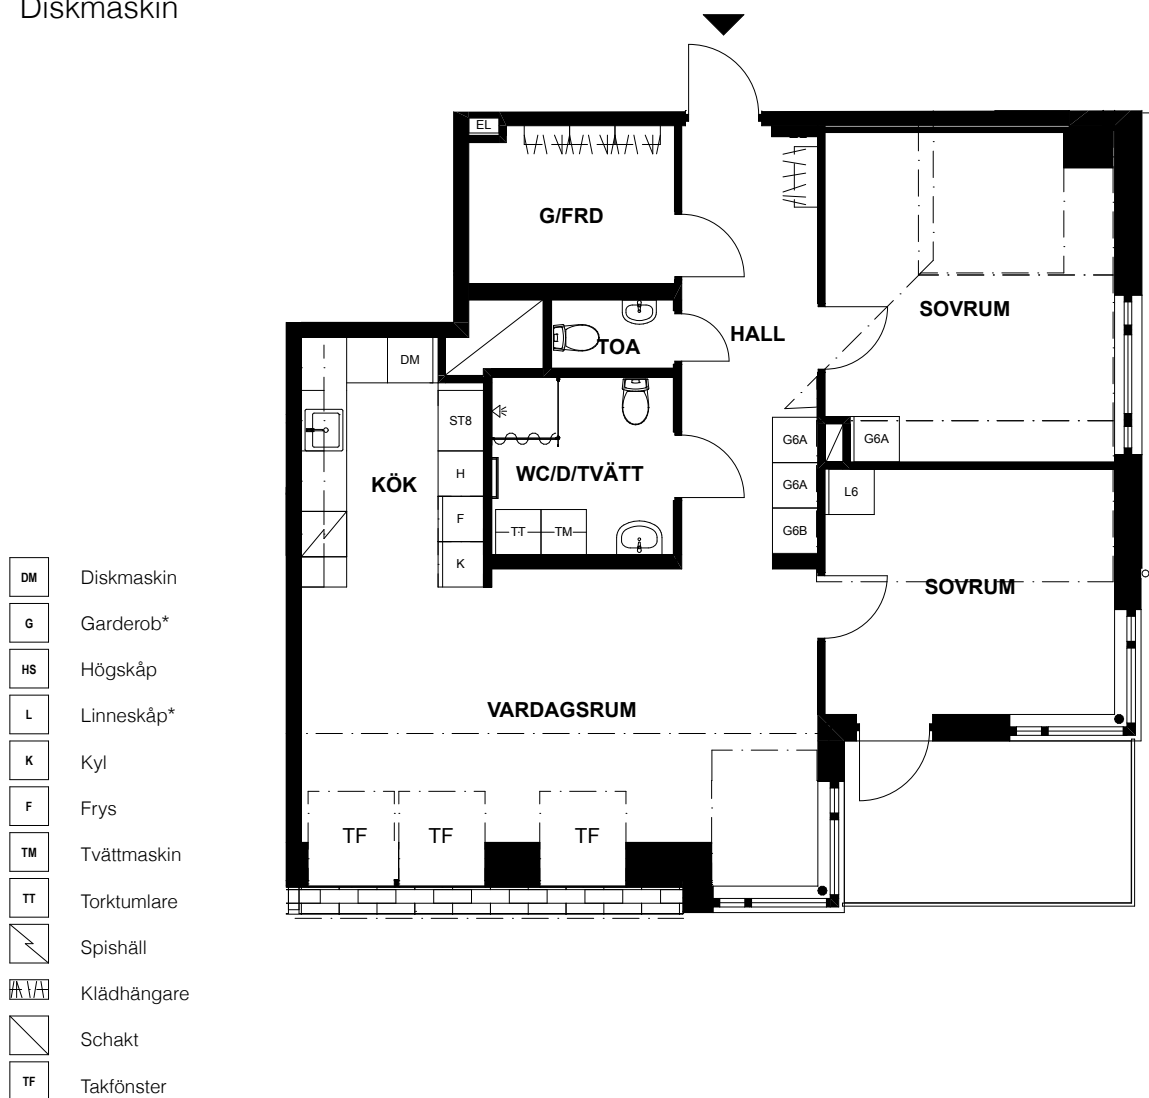 Diskmaskin
EL
G/FRD
SOVRUM
HALL
TOA
DM
ST8
G6A
G6A
WC/D/TVÄTT
H
KÖK
G6A
L6
F
TT
TM
G6B
K
SOVRUM
VARDAGSRUM
TF
TF
TF
DM Diskmaskin
G Garderob*
HS Högskåp
L Linneskåp*
K Kyl
F Frys
TM Tvättmaskin
TT Torktumlare
Spishäll
Klädhängare
Schakt
TF Takfönster